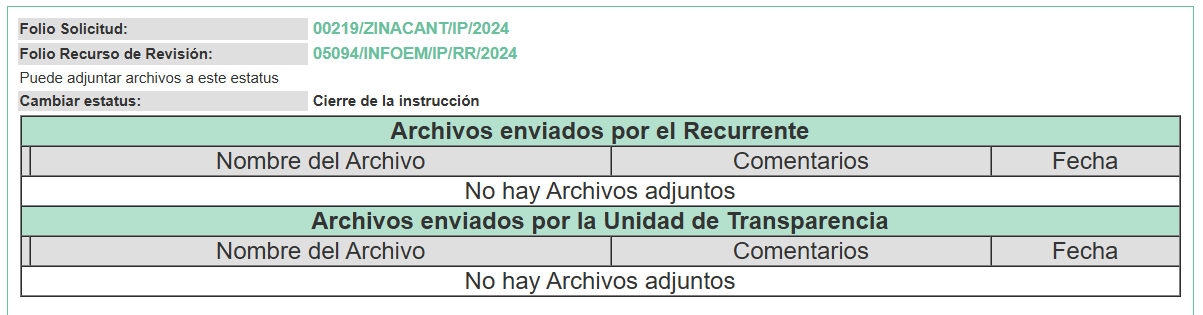 Folio Solicitud: 00219/ZINACANT/IP/2024
Folio Recurso de Revisión: 05094/INFOEM/IP/RR/2024
Puede adjuntar archivos a este estatus
Cambiar estatus: Cierre de la instrucción
Archivos enviados por el Recurrente
Nombre del Archivo Comentarios Fecha
No hay Archivos adjuntos
Archivos enviados por la Unidad de Transparencia
Nombre del Archivo Comentarios Fecha
No hay Archivos adjuntos